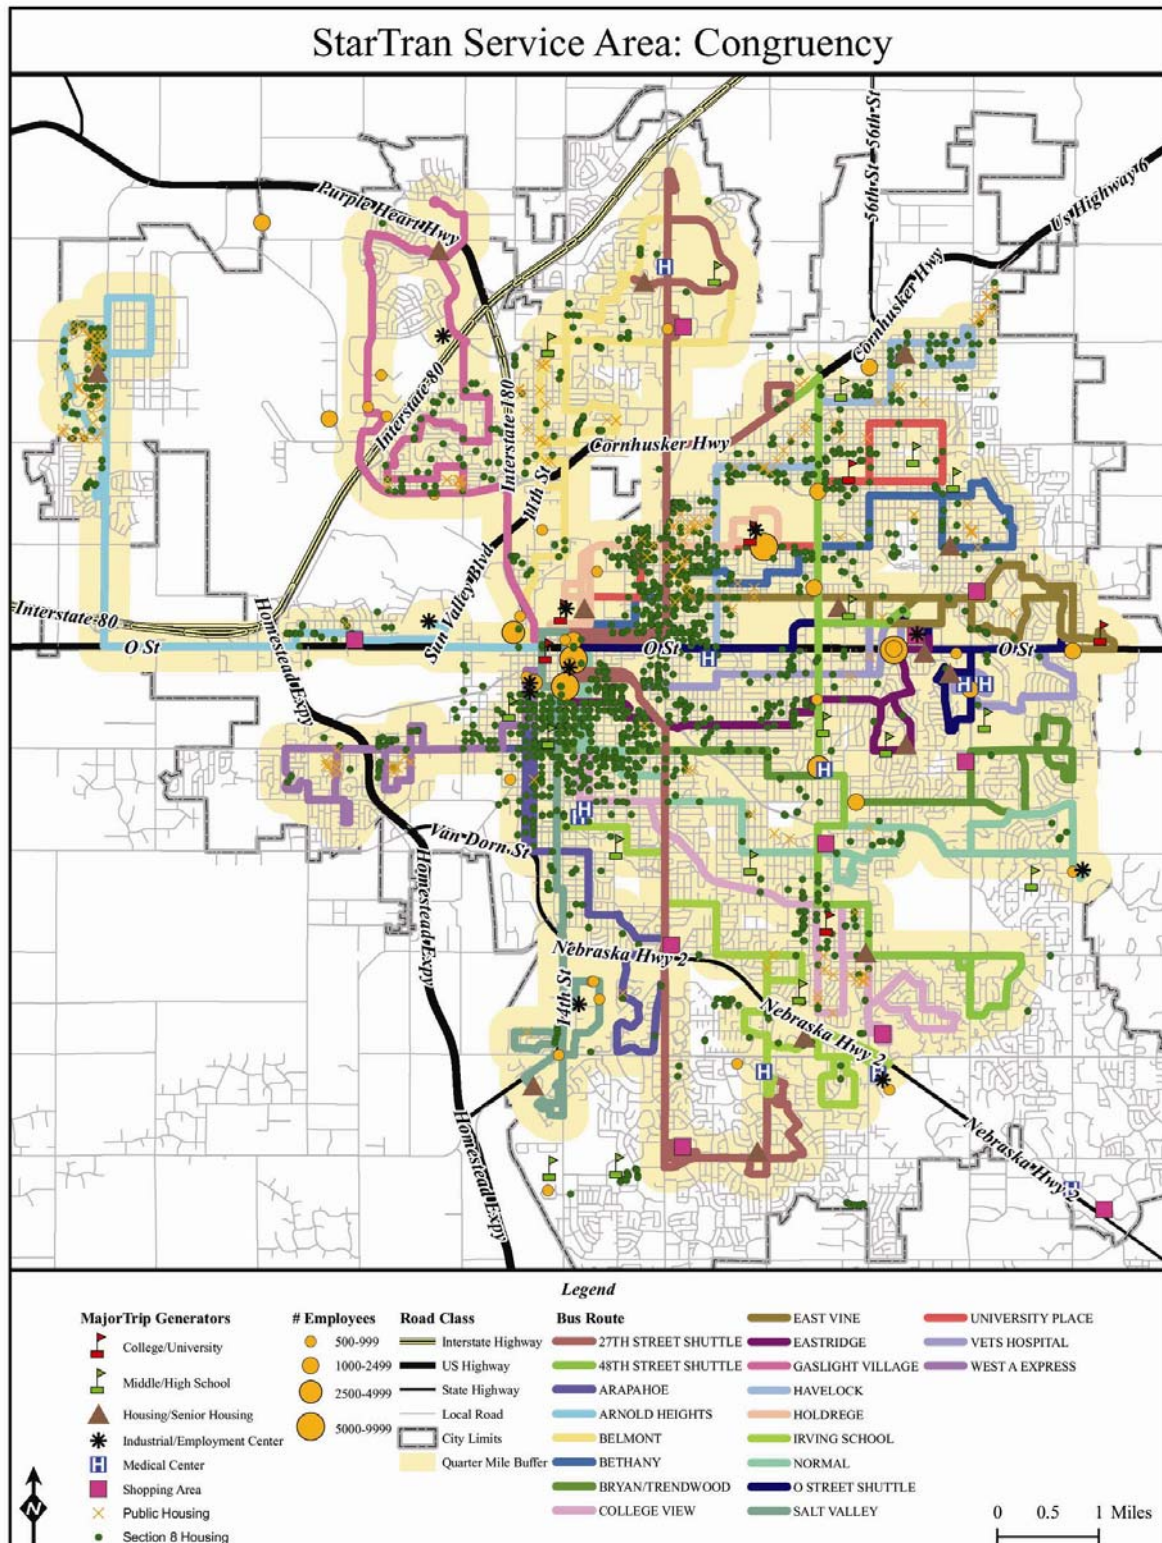 StarTran Service Area: Congruency
56th St
56th St
Us Highway 6
Purple Heart Hwy
Cornhusker Hwy
Interstate-80
Interstate-180
Cornhusker Hwy
11th St
Sun Valley Blvd
Interstate-80
Homestead Expy
O St
O St
O St
Van Dorn St
Homestead Expy
Nebraska Hwy 2
14th St
Nebraska Hwy 2
Homestead Expy
Nebraska Hwy 2
Legend
MajorTrip Generators
College/University
Middle/High School
Housing/Senior Housing
Industrial/Employment Center
H Medical Center
Shopping Area
Public Housing
Section 8 Housing
# Employees
500-999
1000-2499
2500-4999
5000-9999
Road Class
Interstate Highway
US Highway
State Highway
Local Road
City Limits
Quarter Mile Buffer
Bus Route
27TH STREET SHUTTLE
48TH STREET SHUTTLE
ARAPAHOE
ARNOLD HEIGHTS
BELMONT
BETHANY
BRYAN/TRENDWOOD
COLLEGE VIEW
EAST VINE
EASTRIDGE
GASLIGHT VILLAGE
HAVELOCK
HOLDREGE
IRVING SCHOOL
NORMAL
O STREET SHUTTLE
SALT VALLEY
UNIVERSITY PLACE
VETS HOSPITAL
WEST A EXPRESS
N
0 0.5 1 Miles